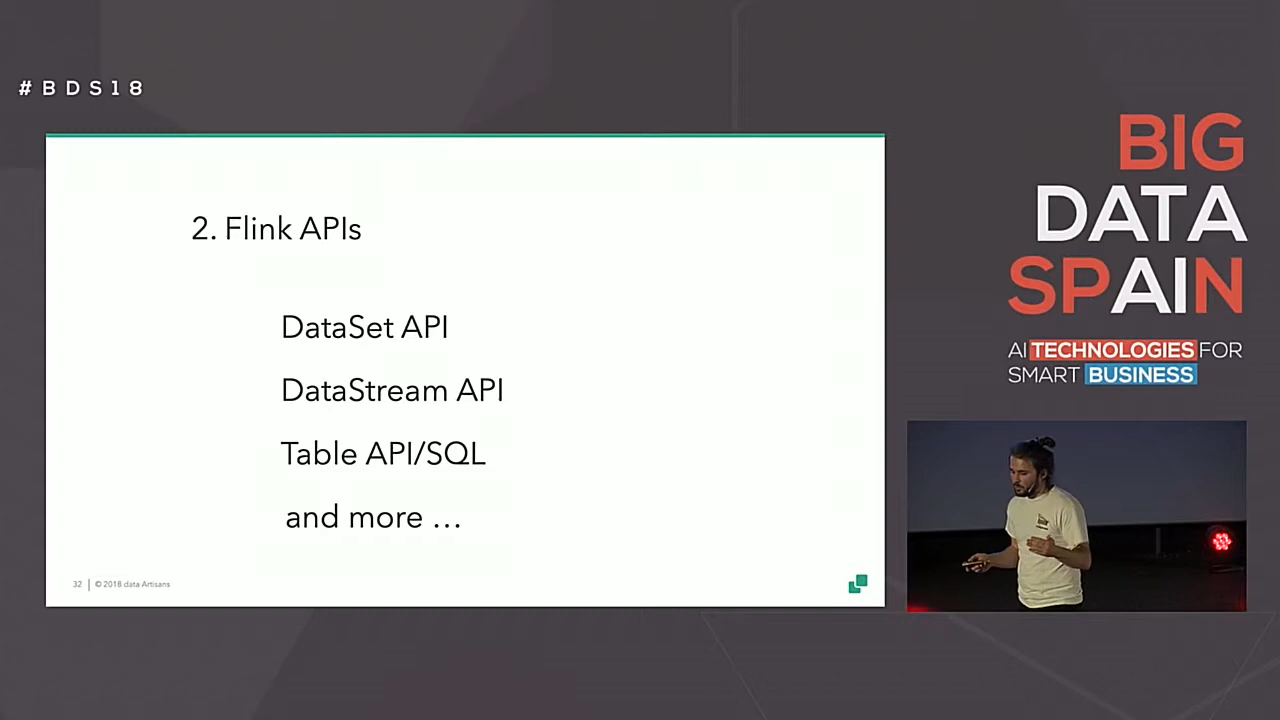 #BDS18
2. Flink APIs
DataSet API
DataStream API
Table API/SQL
and more …
32 | © 2018 data Artisans
BIG
DATA
SPAIN
AI TECHNOLOGIES FOR
SMART BUSINESS